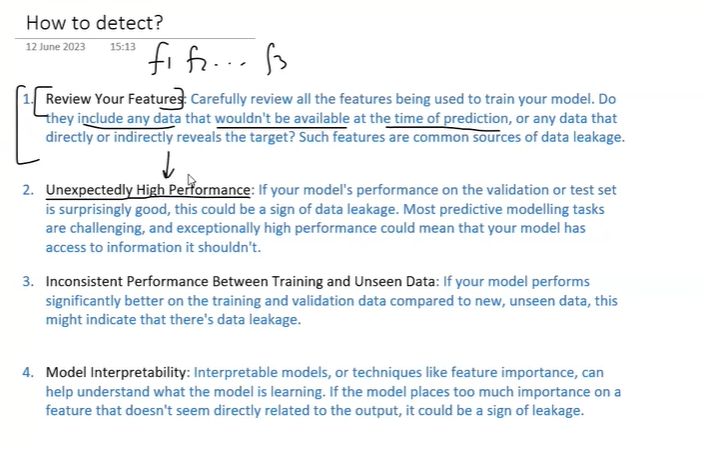 How to detect?
12 June 2023 15:13
f1 f2... f3
1. Review Your Features: Carefully review all the features being used to train your model. Do
they include any data that wouldn't be available at the time of prediction, or any data that
directly or indirectly reveals the target? Such features are common sources of data leakage.
2. Unexpectedly High Performance: If your model's performance on the validation or test set
is surprisingly good, this could be a sign of data leakage. Most predictive modelling tasks
are challenging, and exceptionally high performance could mean that your model has
access to information it shouldn't.
3. Inconsistent Performance Between Training and Unseen Data: If your model performs
significantly better on the training and validation data compared to new, unseen data, this
might indicate that there's data leakage.
4. Model Interpretability: Interpretable models, or techniques like feature importance, can
help understand what the model is learning. If the model places too much importance on a
feature that doesn't seem directly related to the output, it could be a sign of leakage.